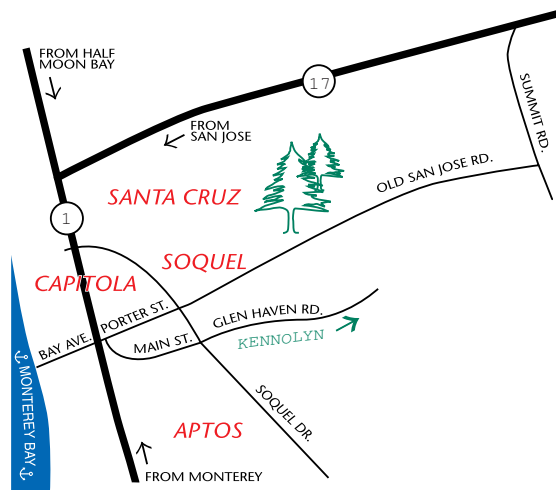 FROM HALF
MOON BAY
17
SUMMIT RD.
FROM
SAN JOSE
OLD SAN JOSE RD.
SANTA CRUZ
1
SOQUEL
CAPITOLA
PORTER ST.
GLEN HAVEN RD.
BAY AVE.
MAIN ST.
KENNOLYN
MONTEREY BAY
SOQUEL DR.
APTOS
FROM MONTEREY